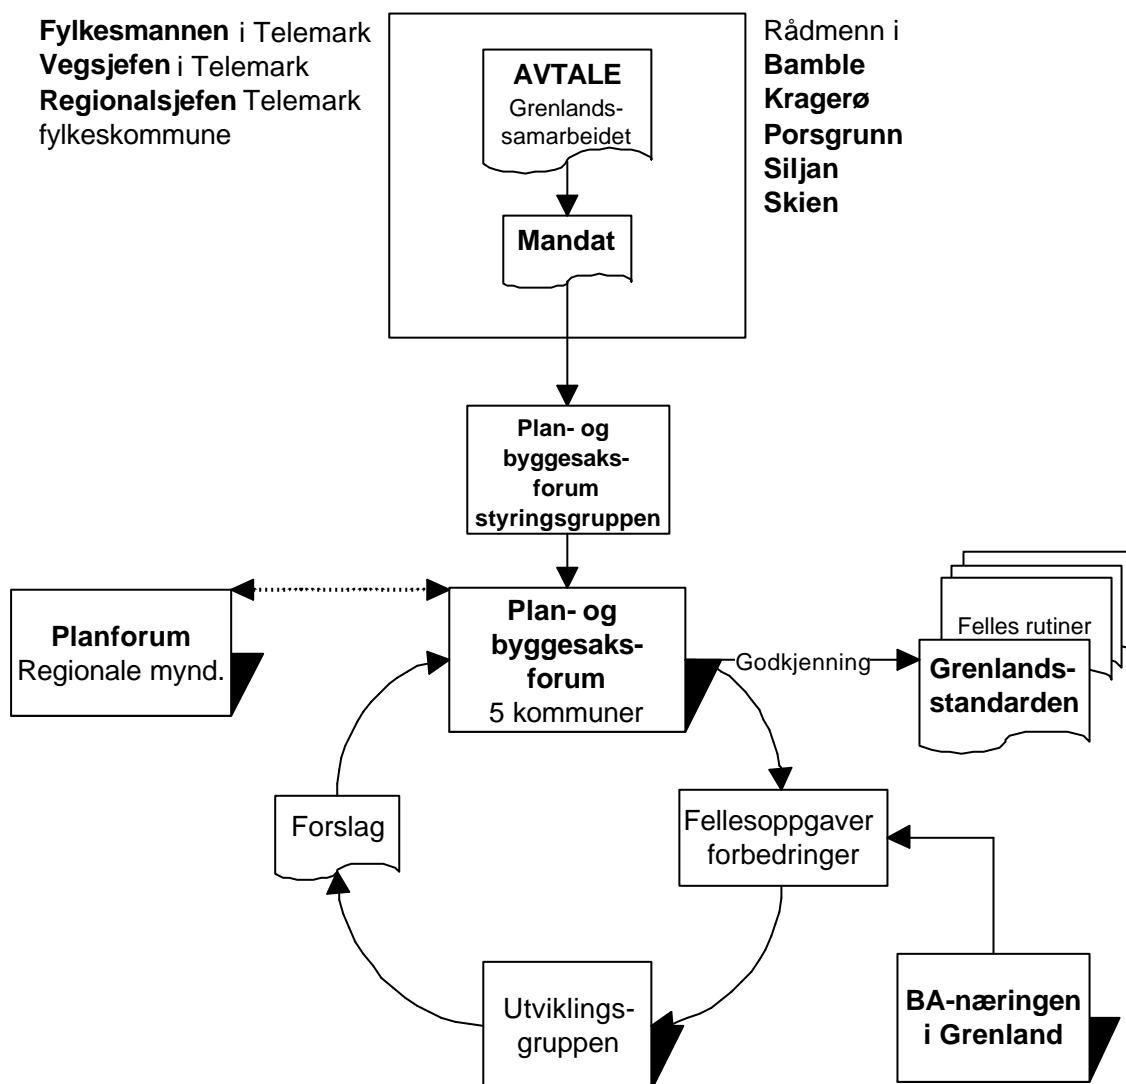 Fylkesmannen i Telemark
Vegsjefen i Telemark
Regionalsjefen Telemark
fylkeskommune
AVTALE
Grenlands-
samarbeidet
Mandat
Rådmenn i
Bamble
Kragerø
Porsgrunn
Siljan
Skien
Plan- og
byggesaks-
forum
styringsgruppen
Planforum
Regionale mynd.
Plan- og
byggesaks-
forum
5 kommuner
Godkjenning
Felles rutiner
Grenlands-
standarden
Forslag
Fellesoppgaver
forbedringer
Utviklings-
gruppen
BA-næringen
i Grenland